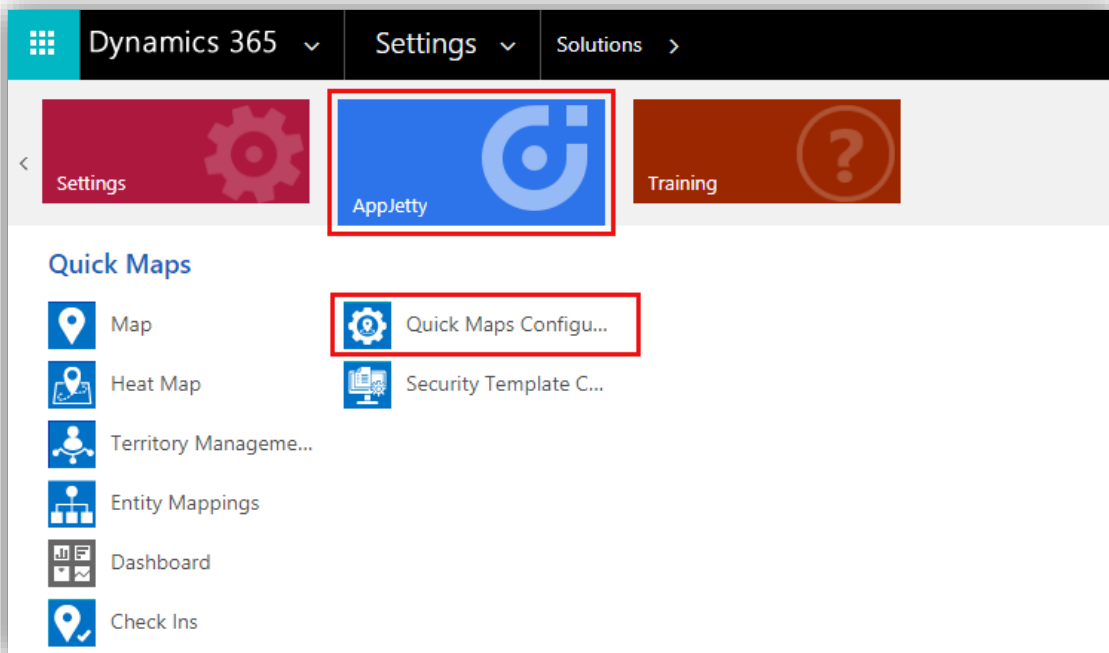 Dynamics 365 Settings Solutions
Settings
AppJetty
Training
Quick Maps
Map
Quick Maps Configu...
Heat Map
Security Template C...
Territory Manageme...
Entity Mappings
Dashboard
Check Ins